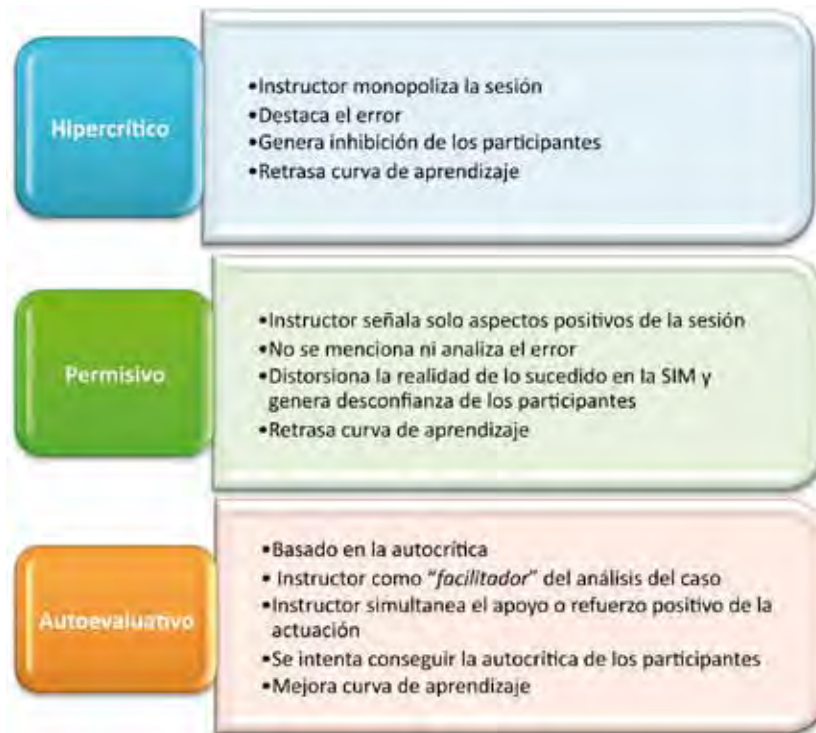 Hipercrítico
•Instructor monopoliza la sesión
•Destaca el error
•Genera inhibición de los participantes
•Retrasa curva de aprendizaje
Permisivo
•Instructor señala solo aspectos positivos de la sesión
•No se menciona ni analiza el error
•Distorsiona la realidad de lo sucedido en la SIM y
genera desconfianza de los participantes
•Retrasa curva de aprendizaje
Autoevaluativo
•Basado en la autocrítica
• Instructor como "facilitador" del análisis del caso
•Instructor simultanea el apoyo o refuerzo positivo de la
actuación
•Se intenta conseguir la autocrítica de los participantes
•Mejora curva de aprendizaje